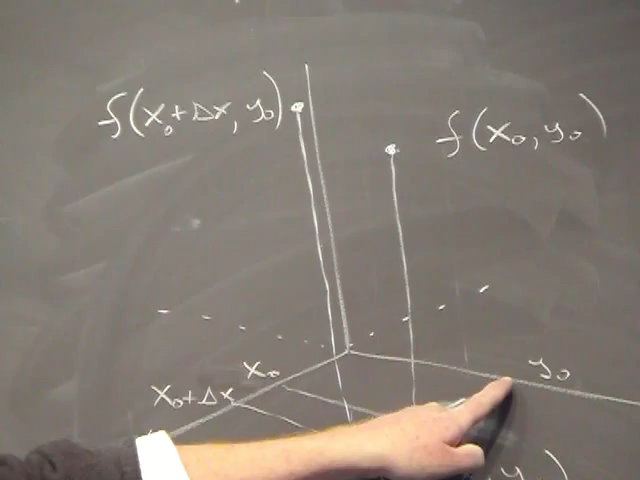 f(x₀+Δx, y₀)
f(x₀, y₀)
x₀
y₀
x₀+Δx